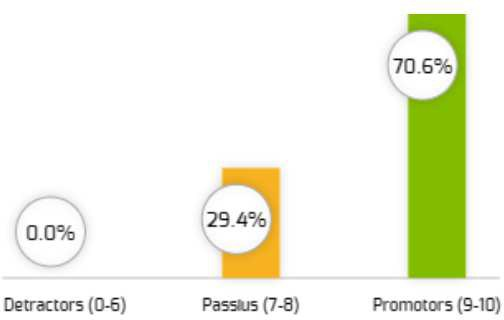 70.6%
29.4%
0.0%
Detractors (0-6) Passius (7-8) Promotors (9-10)